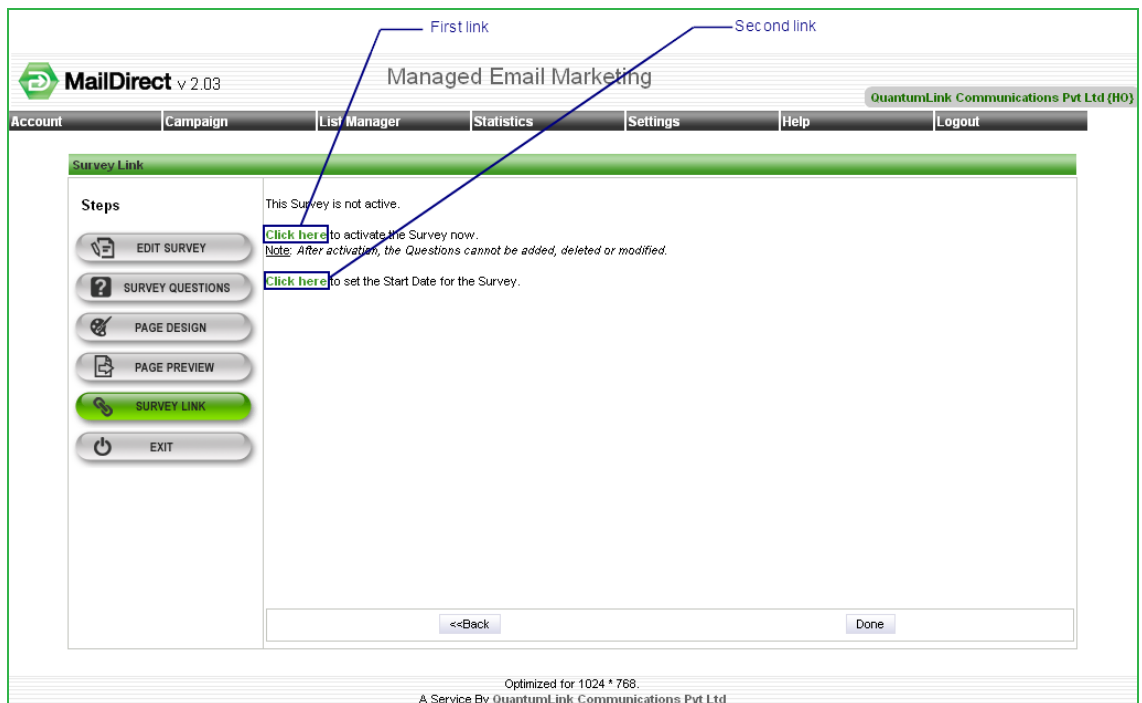 First link
Second link
MailDirect v 2.03
Managed Email Marketing
QuantumLink Communications Pvt Ltd {HO}
Account Campaign List Manager Statistics Settings Help Logout
Survey Link
Steps
EDIT SURVEY
SURVEY QUESTIONS
PAGE DESIGN
PAGE PREVIEW
SURVEY LINK
EXIT
This Survey is not active.
Click here to activate the Survey now.
Note: After activation, the Questions cannot be added, deleted or modified.
Click here to set the Start Date for the Survey.
<<Back
Done
Optimized for 1024 * 768.
A Service By QuantumLink Communications Pvt Ltd